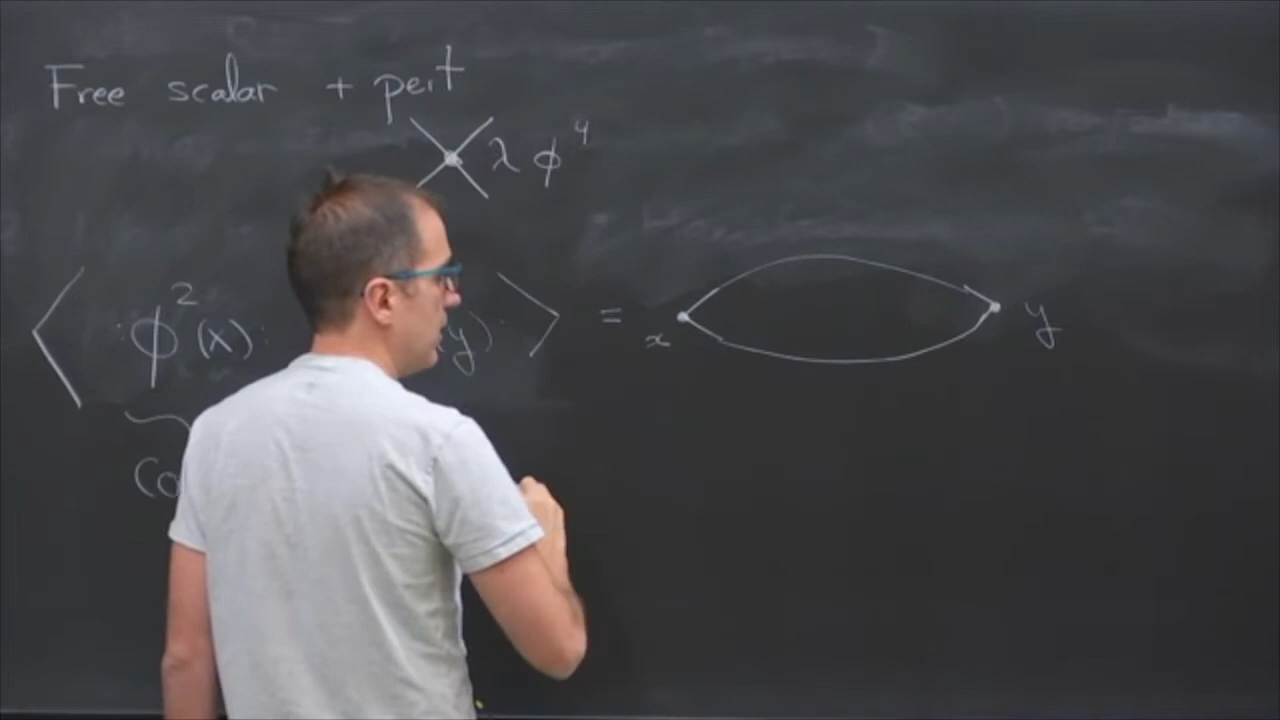 Free scalar + pert
λ φ⁴
⟨ :φ²(x): y): ⟩ =
x
y
Co